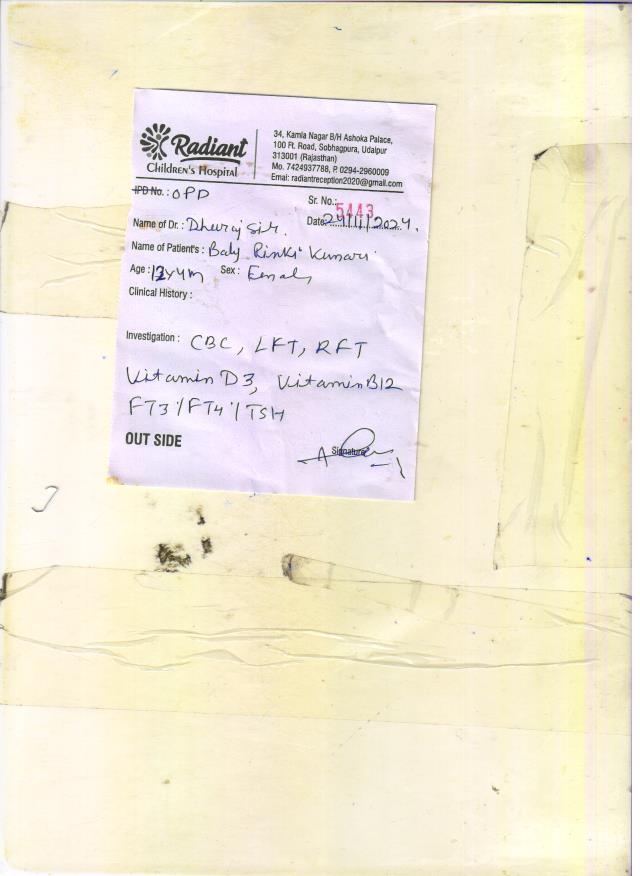 Radiant
CHILDREN'S HOSPITAL
34, Kamla Nagar B/H Ashoka Palace,
100 Ft. Road, Sobhagpura, Udaipur
313001 (Rajasthan)
Mo. 7424937788, P. 0294-2960009
Emai: radiantreception2020@gmail.com
IPD No. : OPD
Sr. No.: 5443
Date: 24/11/2024.
Name of Dr. : Dheeraj Sir.
Name of Patient's : Baby Rinki Kumari
Age : 12y4m Sex : Female
Clinical History :
Investigation : CBC, LFT, RFT
Vitamin D3, Vitamin B12
FT3/FT4/TSH
OUT SIDE
Signature